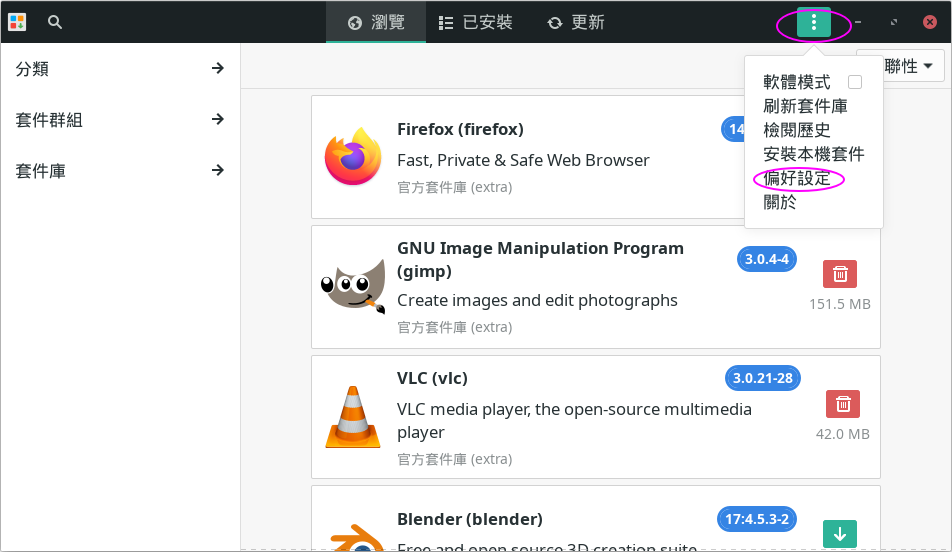 瀏覽
已安裝
更新
分類
套件群組
套件庫
聯性
軟體模式
刷新套件庫
檢閱歷史
安裝本機套件
偏好設定
關於
Firefox (firefox)
14
Fast, Private & Safe Web Browser
官方套件庫 (extra)
GNU Image Manipulation Program
(gimp)
3.0.4-4
Create images and edit photographs
官方套件庫 (extra)
151.5 MB
VLC (vlc)
3.0.21-28
VLC media player, the open-source multimedia
player
官方套件庫 (extra)
42.0 MB
Blender (blender)
17:4.5.3-2
Free and open source 3D creation suite